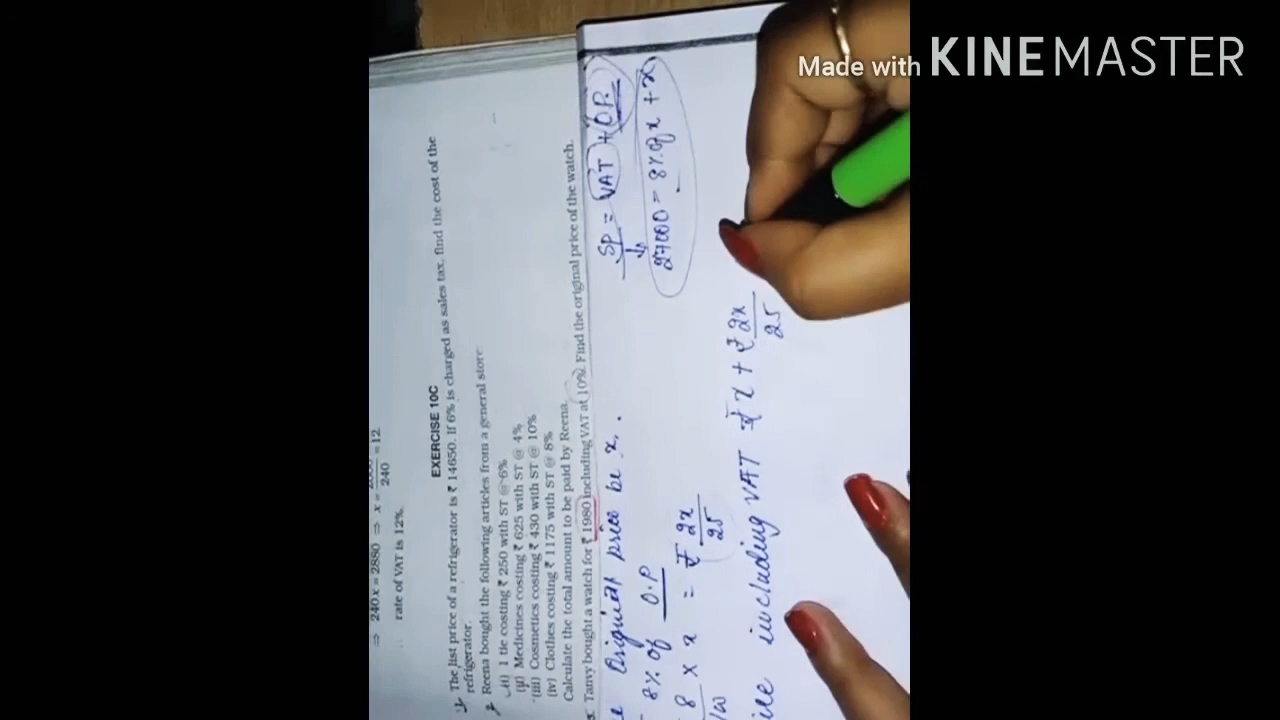 Made with KINEMASTER
⇒ 240x = 2880 ⇒ x = 2880/240 = 12
rate of VAT is 12%.
EXERCISE 10C
The list price of a refrigerator is ₹ 14650. If 6% is charged as sales tax, find the cost of the
refrigerator.
Reena bought the following articles from a general store:
(i) 1 tie costing ₹ 250 with ST @ 6%
(ii) Medicines costing ₹ 625 with ST @ 4%
(iii) Cosmetics costing ₹ 430 with ST @ 10%
(iv) Clothes costing ₹ 1175 with ST @ 8%
Calculate the total amount to be paid by Reena.
Tanvy bought a watch for ₹ 1980 including VAT at 10%. Find the original price of the watch.
SP = VAT + O.P.
27000 = 8% of x + x
Original price be x.
8% of O.P
8 × x = ₹ 2x/25
including VAT = ₹ x + ₹ 2x/25